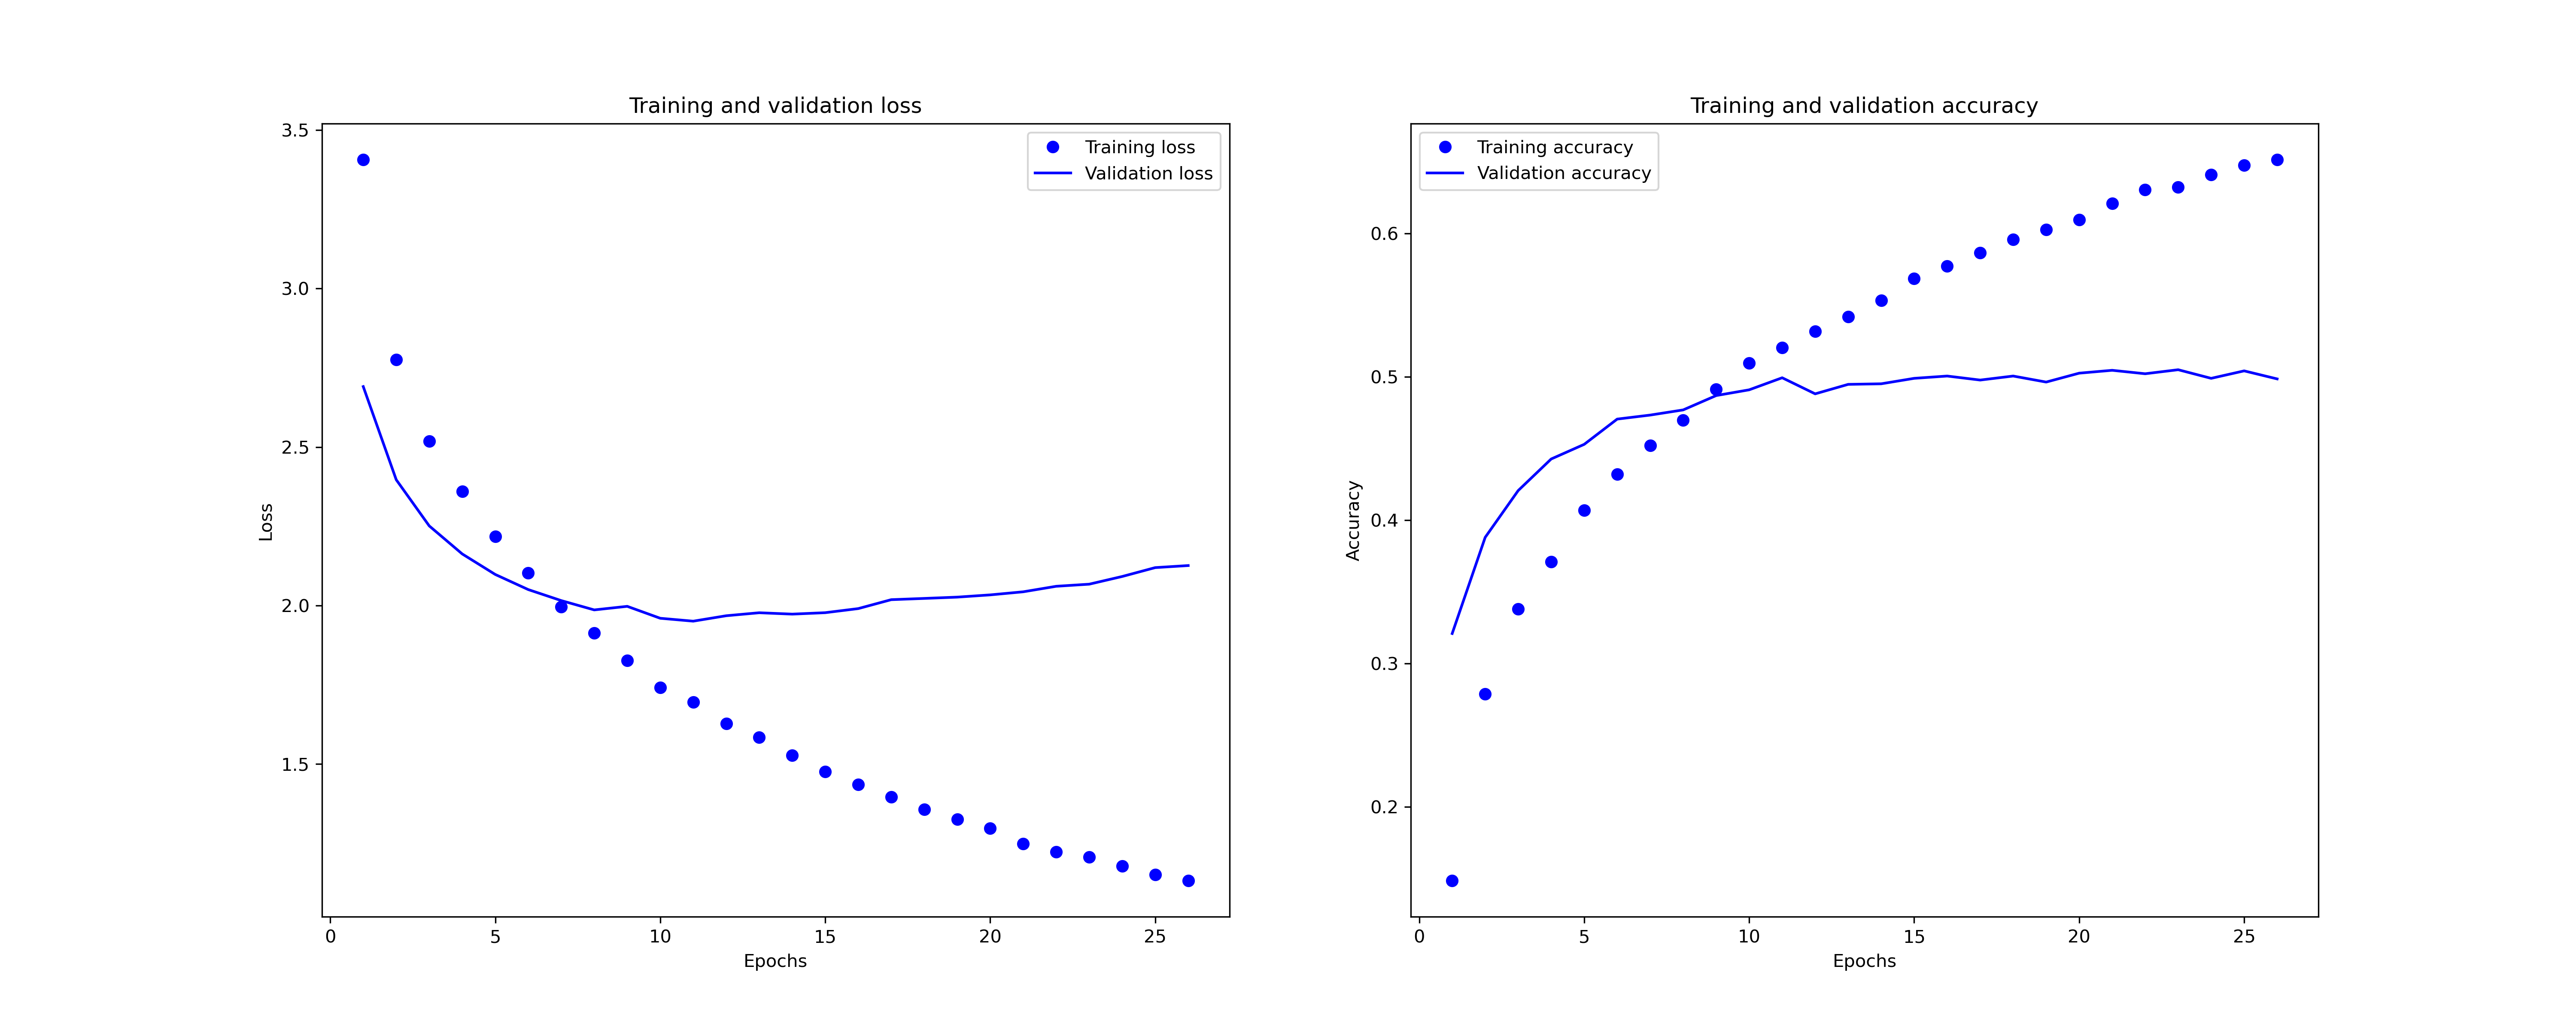 Training and validation loss
3.5
3.0
2.5
2.0
1.5
Loss
Training loss
Validation loss
0 5 10 15 20 25
Epochs
Training and validation accuracy
0.6
0.5
0.4
0.3
0.2
Accuracy
Training accuracy
Validation accuracy
0 5 10 15 20 25
Epochs